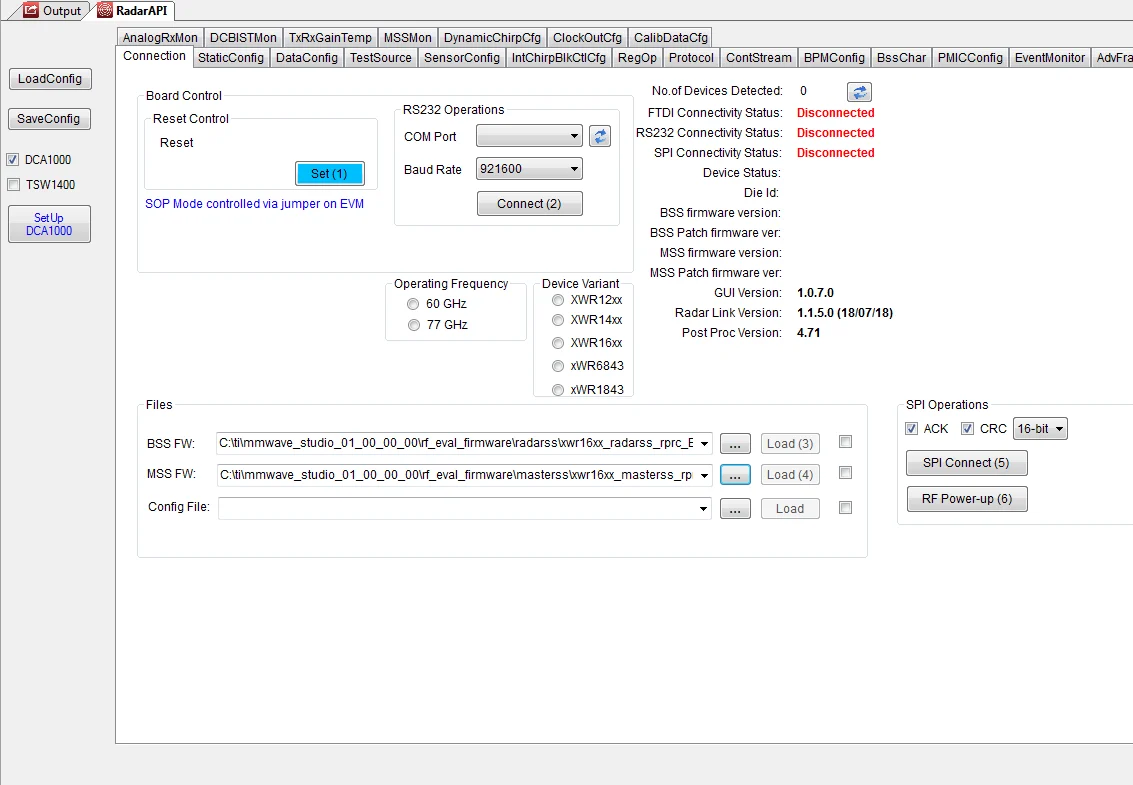 Output
RadarAPI
AnalogRxMon DCBISTMon TxRxGainTemp MSSMon DynamicChirpCfg ClockOutCfg CalibDataCfg
Connection StaticConfig DataConfig TestSource SensorConfig IntChirpBlkCtlCfg RegOp Protocol ContStream BPMConfig BssChar PMICConfig EventMonitor AdvFra
LoadConfig
SaveConfig
DCA1000
TSW1400
SetUp
DCA1000
Board Control
Reset Control
Reset
Set (1)
SOP Mode controlled via jumper on EVM
RS232 Operations
COM Port
Baud Rate 921600
Connect (2)
Operating Frequency
60 GHz
77 GHz
Device Variant
XWR12xx
XWR14xx
XWR16xx
xWR6843
xWR1843
No.of Devices Detected: 0
FTDI Connectivity Status: Disconnected
RS232 Connectivity Status: Disconnected
SPI Connectivity Status: Disconnected
Device Status:
Die Id:
BSS firmware version:
BSS Patch firmware ver:
MSS firmware version:
MSS Patch firmware ver:
GUI Version: 1.0.7.0
Radar Link Version: 1.1.5.0 (18/07/18)
Post Proc Version: 4.71
Files
BSS FW: C:\ti\mmwave_studio_01_00_00_00\rf_eval_firmware\radarss\xwr16xx_radarss_rprc_E ... Load (3)
MSS FW: C:\ti\mmwave_studio_01_00_00_00\rf_eval_firmware\masterss\xwr16xx_masterss_rp ... Load (4)
Config File: ... Load
SPI Operations
ACK CRC 16-bit
SPI Connect (5)
RF Power-up (6)